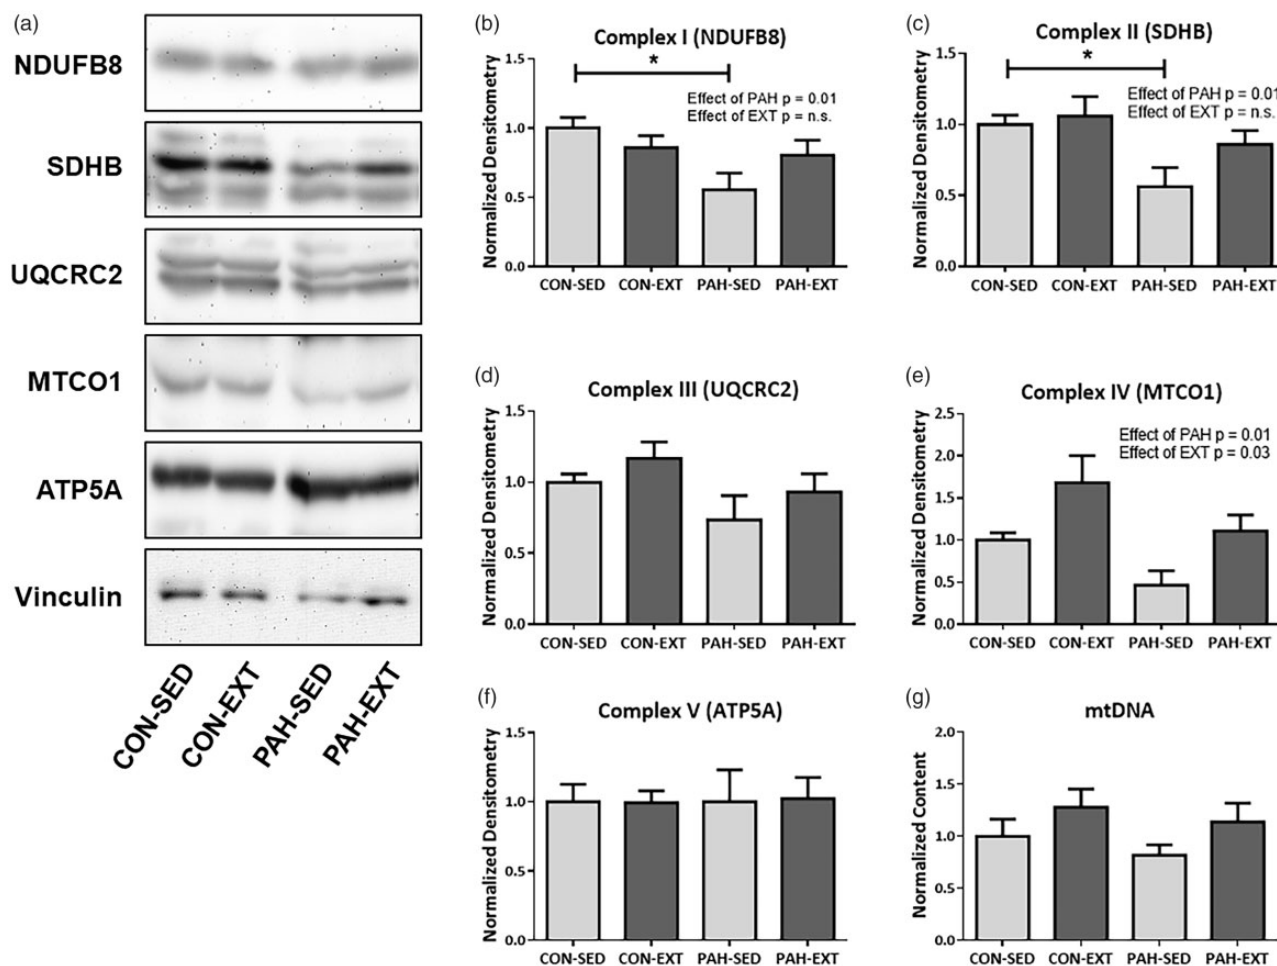 (a)
NDUFB8
SDHB
UQCRC2
MTCO1
ATP5A
Vinculin
CON-SED
CON-EXT
PAH-SED
PAH-EXT
(b)
Complex I (NDUFB8)
*
Effect of PAH p = 0.01
Effect of EXT p = n.s.
Normalized Densitometry
1.5
1.0
0.5
0.0
CON-SED CON-EXT PAH-SED PAH-EXT
(c)
Complex II (SDHB)
*
Effect of PAH p = 0.01
Effect of EXT p = n.s.
Normalized Densitometry
1.5
1.0
0.5
0.0
CON-SED CON-EXT PAH-SED PAH-EXT
(d)
Complex III (UQCRC2)
Normalized Densitometry
1.5
1.0
0.5
0.0
CON-SED CON-EXT PAH-SED PAH-EXT
(e)
Complex IV (MTCO1)
Effect of PAH p = 0.01
Effect of EXT p = 0.03
Normalized Densitometry
2.5
2.0
1.5
1.0
0.5
0.0
CON-SED CON-EXT PAH-SED PAH-EXT
(f)
Complex V (ATP5A)
Normalized Densitometry
1.5
1.0
0.5
0.0
CON-SED CON-EXT PAH-SED PAH-EXT
(g)
mtDNA
Normalized Content
2.0
1.5
1.0
0.5
0.0
CON-SED CON-EXT PAH-SED PAH-EXT